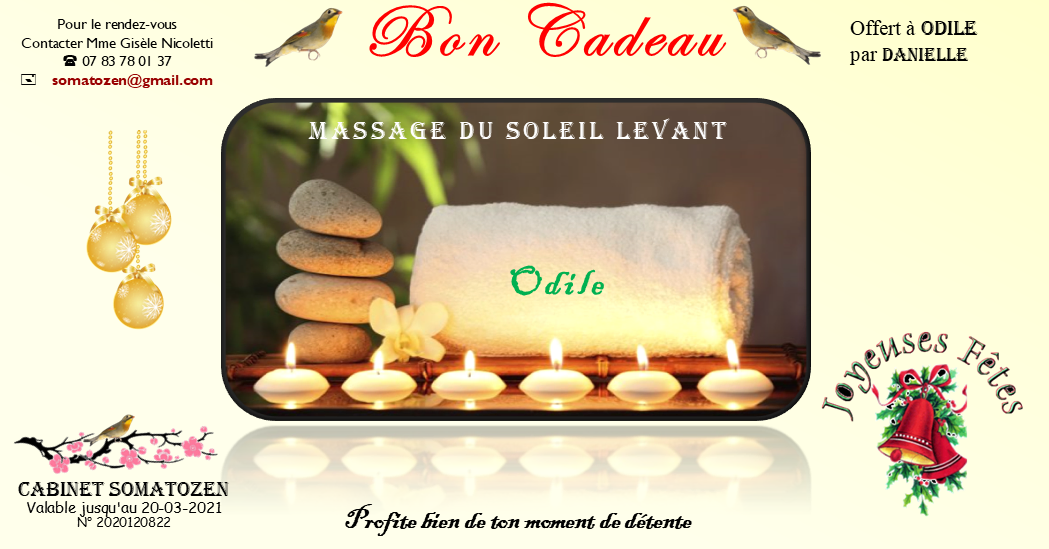 Pour le rendez-vous
Contacter Mme Gisèle Nicoletti
☎ 07 83 78 01 37
somatozen@gmail.com
Bon Cadeau
Offert à ODILE
par DANIELLE
MASSAGE DU SOLEIL LEVANT
Odile
Joyeuses Fêtes
CABINET SOMATOZEN
Valable jusqu'au 20-03-2021
N° 2020120822
Profite bien de ton moment de détente